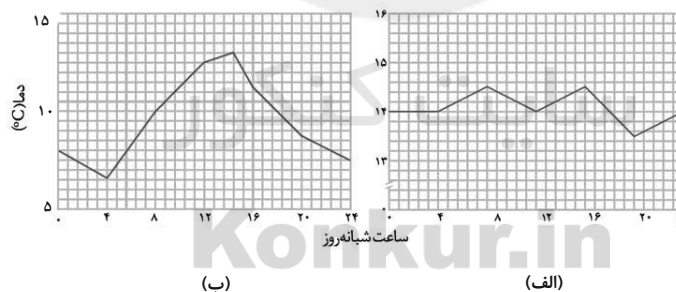 ۱۶
۱۵
۱۴
۱۳
۰
۰ ۴ ۸ ۱۲ ۱۶ ۲۰
(الف)
دما(°C)
۱۵
۱۰
۵
۰ ۴ ۸ ۱۲ ۱۶ ۲۰ ۲۴
(ب)
ساعت شبانه‌روز
سایت کنکور
Konkur.in